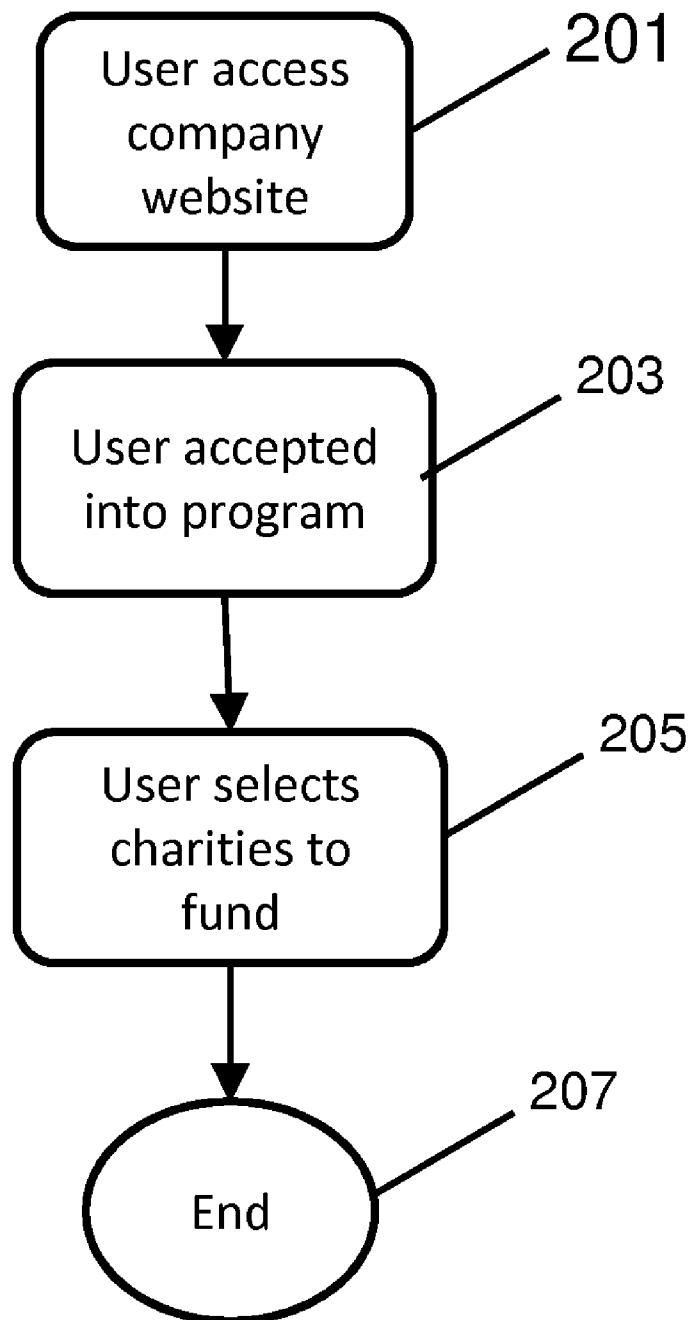 User access
company
website
201
User accepted
into program
203
User selects
charities to
fund
205
End
207